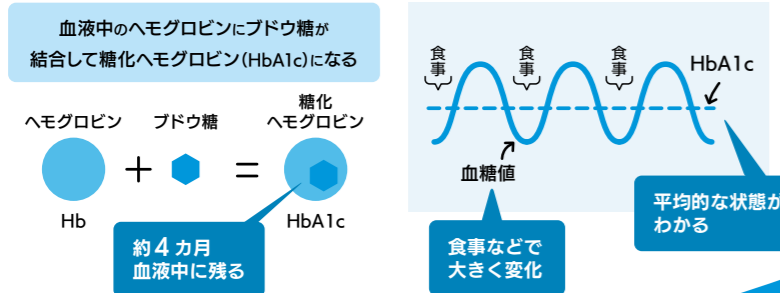 血液中のヘモグロビンにブドウ糖が
結合して糖化ヘモグロビン(HbA1c)になる
ヘモグロビン
ブドウ糖
糖化
ヘモグロビン
+
=
Hb
HbA1c
約4カ月
血液中に残る
食事
食事
食事
HbA1c
血糖値
食事などで
大きく変化
平均的な状態が
わかる